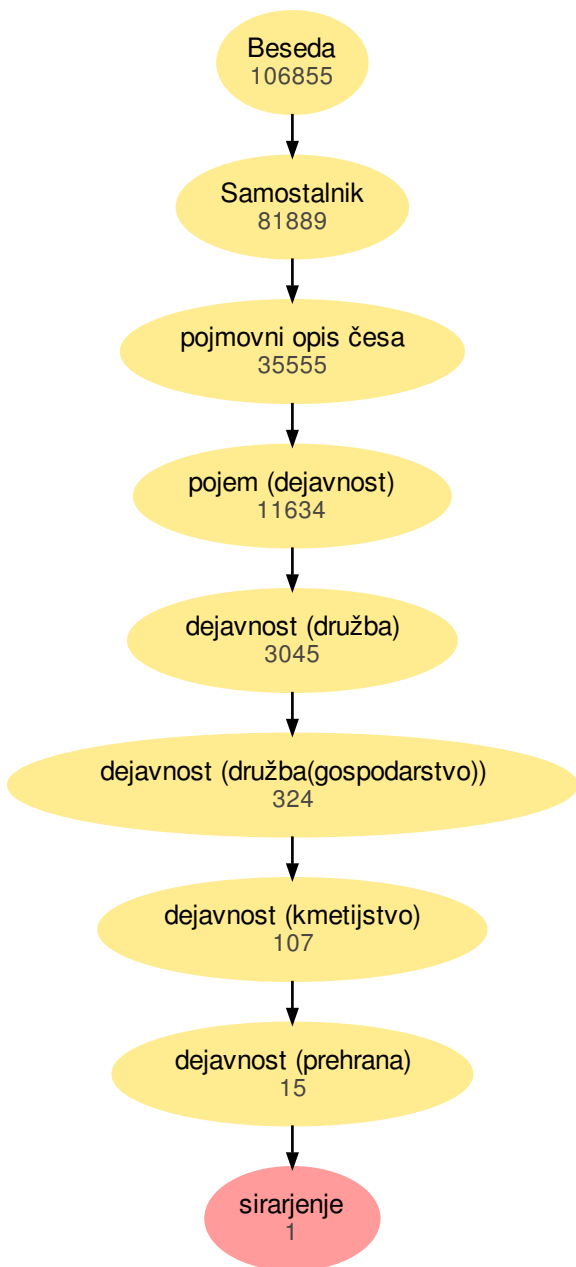 Beseda
106855
Samostalnik
81889
pojmovni opis česa
35555
pojem (dejavnost)
11634
dejavnost (družba)
3045
dejavnost (družba(gospodarstvo))
324
dejavnost (kmetijstvo)
107
dejavnost (prehrana)
15
sirarjenje
1